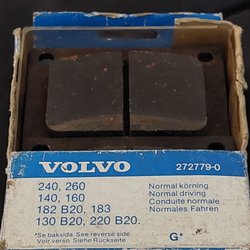 VOLVO
272779-0
240, 260
140, 160
182 B20, 183
130 B20, 220 B20.
Normal körning
Normal driving
Conduite normale
Normales Fahren
*Se baksida. See reverse side
Voir verso. Siehe Rückseite
G*